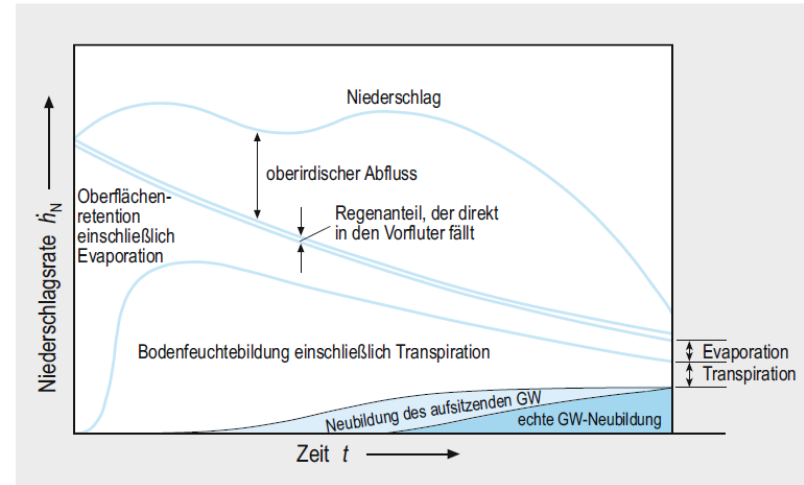 Niederschlag
oberirdischer Abfluss
Oberflächen-
retention
einschließlich
Evaporation
Regenanteil, der direkt
in den Vorfluter fällt
Niederschlagsrate ḣN
Bodenfeuchtebildung einschließlich Transpiration
Evaporation
Transpiration
Neubildung des aufsitzenden GW
echte GW-Neubildung
Zeit t